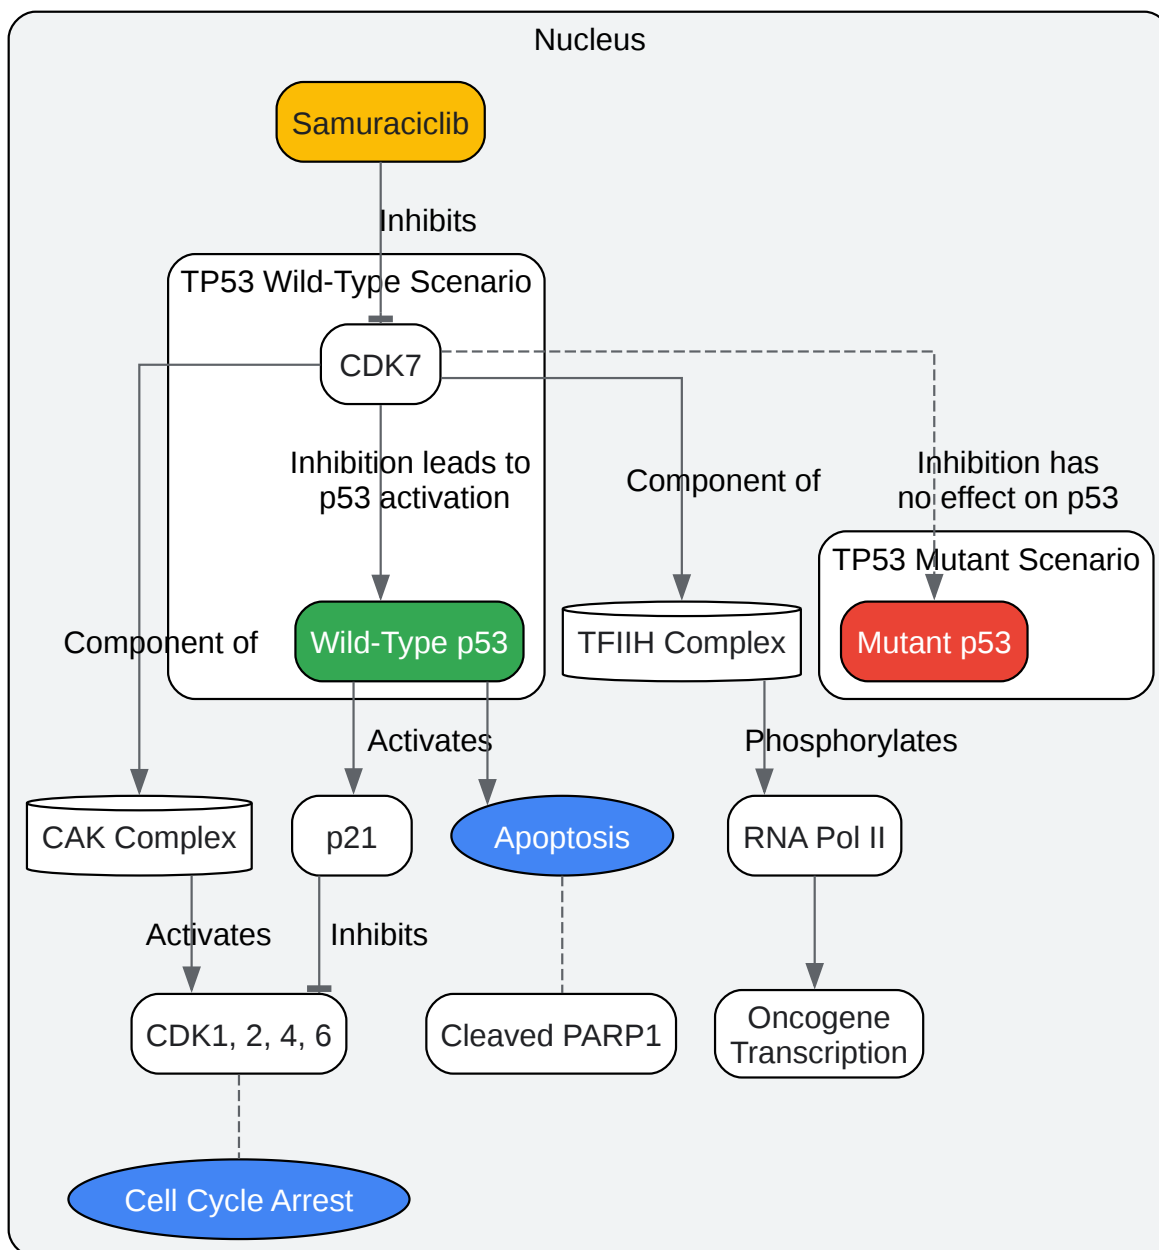 Nucleus
Samuraciclib
Inhibits
TP53 Wild-Type Scenario
CDK7
Inhibition leads to
p53 activation
Component of
Inhibition has
no effect on p53
TP53 Mutant Scenario
Component of
Wild-Type p53
TFIIH Complex
Mutant p53
Activates
Phosphorylates
CAK Complex
p21
Apoptosis
RNA Pol II
Activates
Inhibits
CDK1, 2, 4, 6
Cleaved PARP1
Oncogene
Transcription
Cell Cycle Arrest